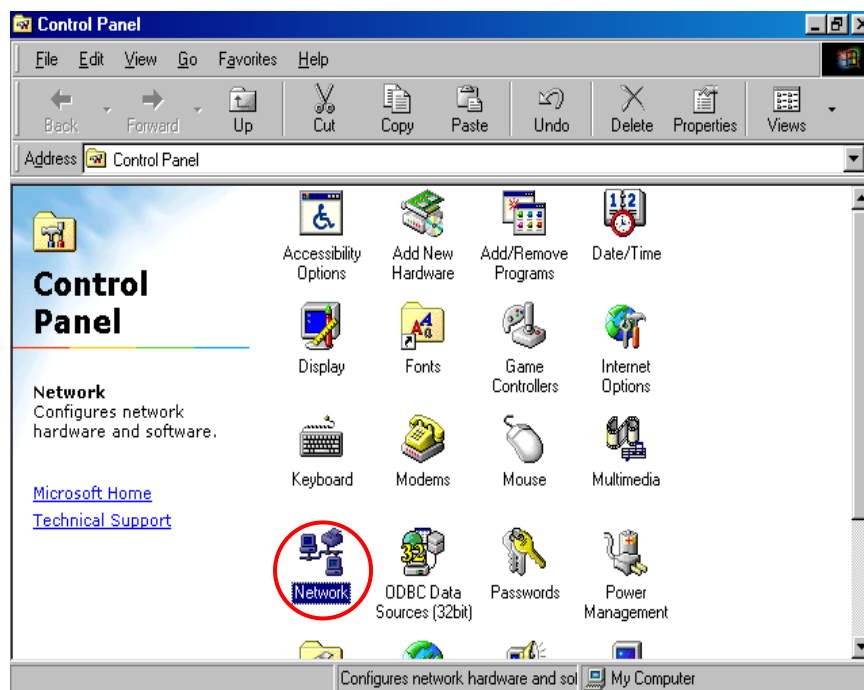 Control Panel
File Edit View Go Favorites Help
Back Forward Up Cut Copy Paste Undo Delete Properties Views
Address Control Panel
Control
Panel
Network
Configures network
hardware and software.
Microsoft Home
Technical Support
Accessibility
Options
Add New
Hardware
Add/Remove
Programs
Date/Time
Display
Fonts
Game
Controllers
Internet
Options
Keyboard
Modems
Mouse
Multimedia
Network
ODBC Data
Sources (32bit)
Passwords
Power
Management
Configures network hardware and sol
My Computer